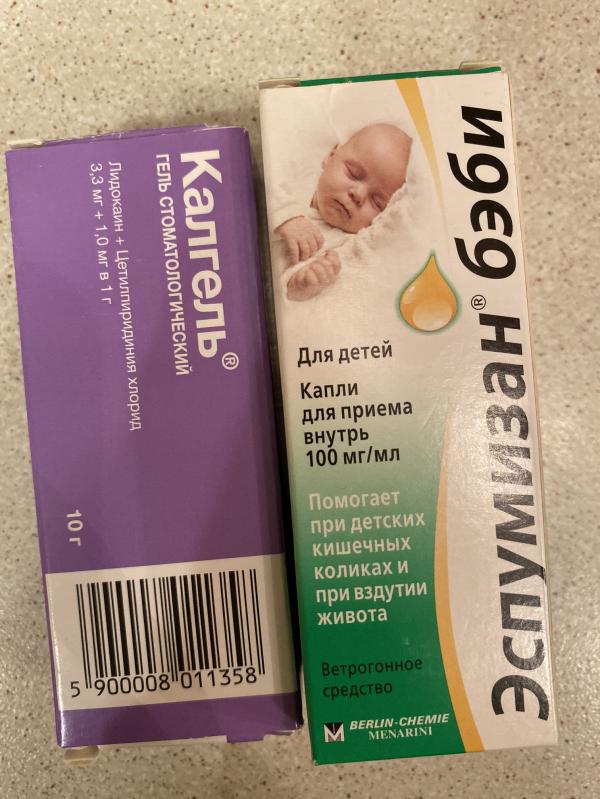 Калгель®
ГЕЛЬ СТОМАТОЛОГИЧЕСКИЙ
Лидокаин + Цетилпиридиния хлорид
3,3 мг + 1,0 мг в 1 г
10 г
5 900008 011358
Эспумизан® бэби
Для детей
Капли
для приема
внутрь
100 мг/мл
Помогает
при детских
кишечных
коликах и
при вздутии
живота
Ветрогонное
средство
BERLIN-CHEMIE
MENARINI